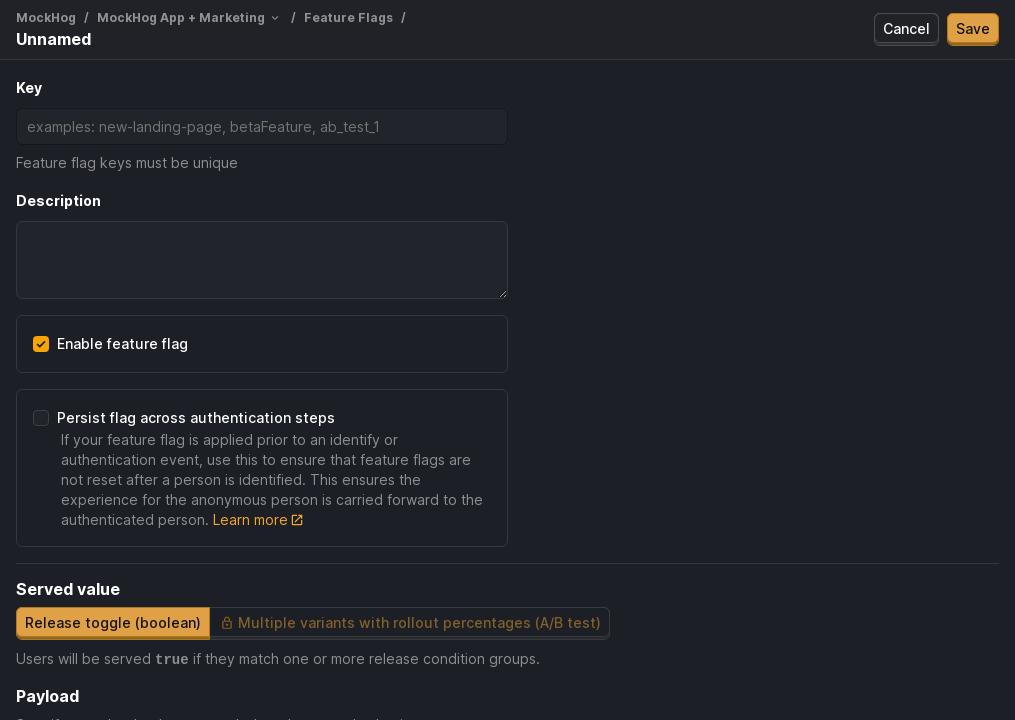 MockHog / MockHog App + Marketing / Feature Flags /
Unnamed
Cancel
Save
Key
examples: new-landing-page, betaFeature, ab_test_1
Feature flag keys must be unique
Description
Enable feature flag
Persist flag across authentication steps
If your feature flag is applied prior to an identify or
authentication event, use this to ensure that feature flags are
not reset after a person is identified. This ensures the
experience for the anonymous person is carried forward to the
authenticated person. Learn more
Served value
Release toggle (boolean)
Multiple variants with rollout percentages (A/B test)
Users will be served true if they match one or more release condition groups.
Payload